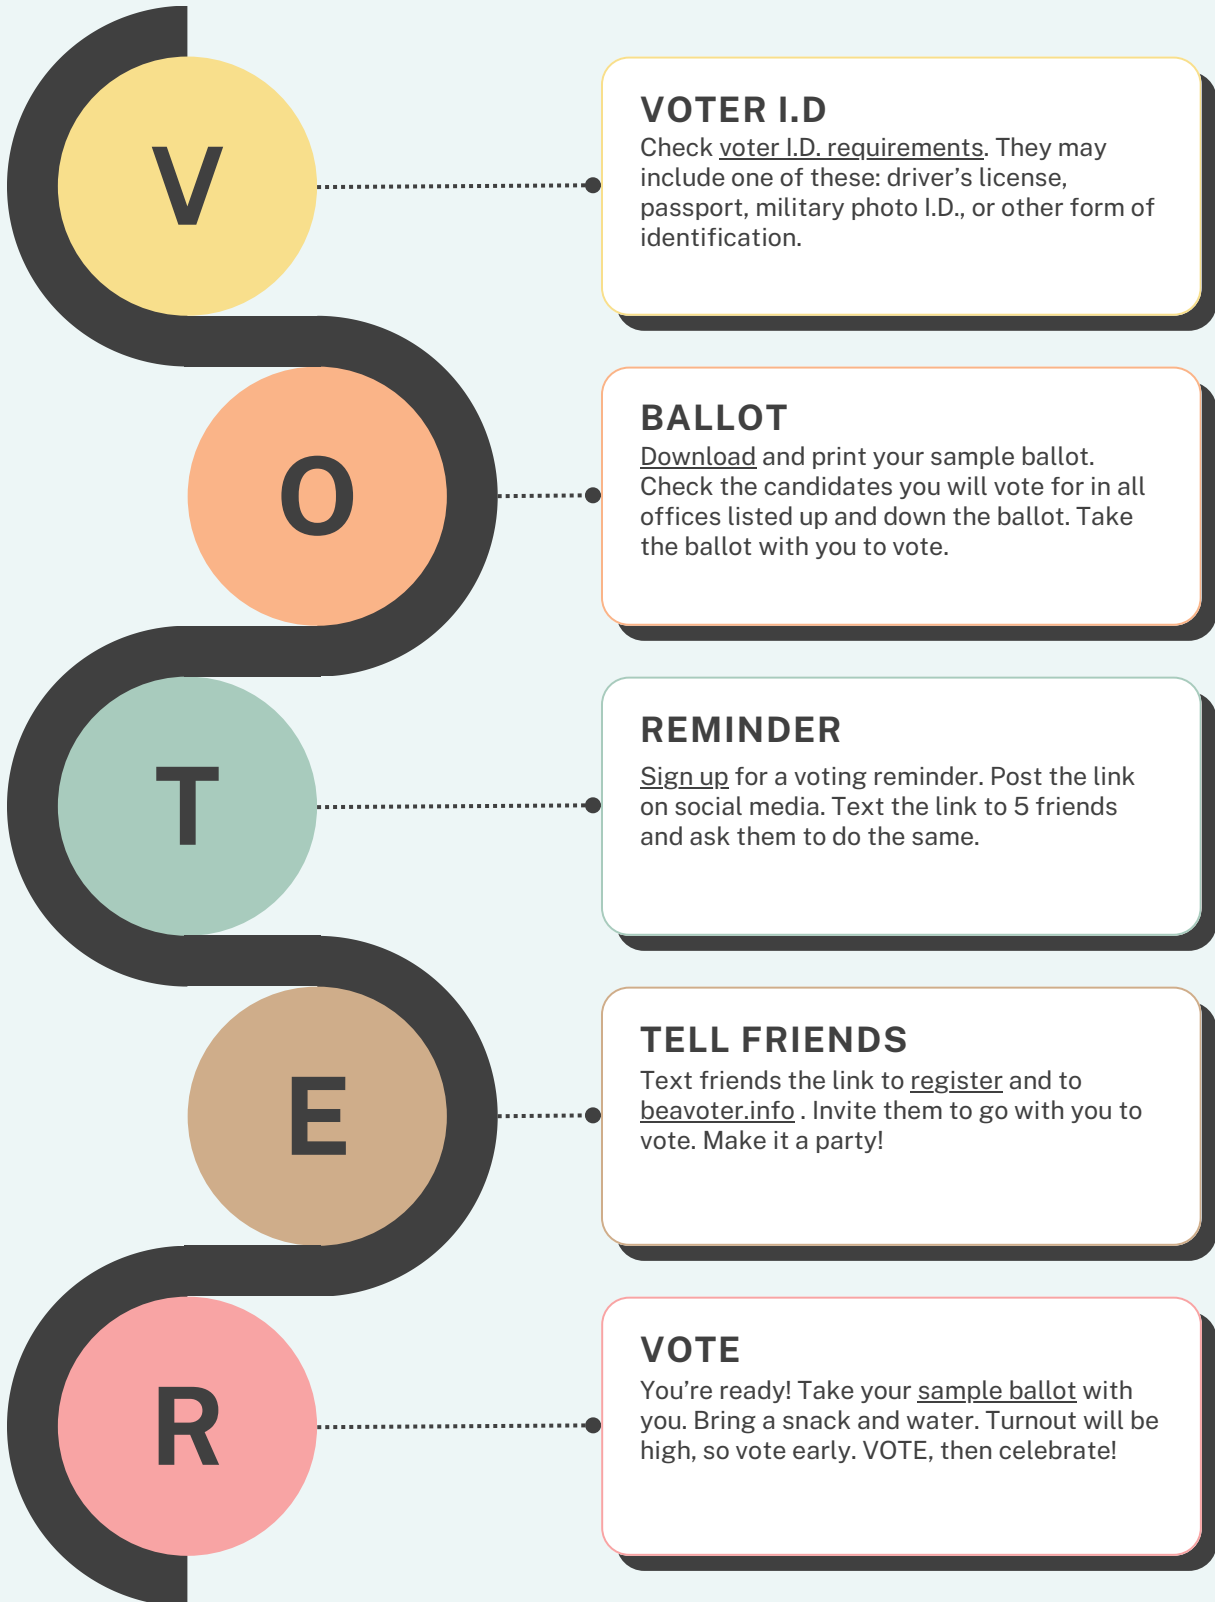 V
VOTER I.D
Check voter I.D. requirements. They may
include one of these: driver’s license,
passport, military photo I.D., or other form of
identification.
O
BALLOT
Download and print your sample ballot.
Check the candidates you will vote for in all
offices listed up and down the ballot. Take
the ballot with you to vote.
T
REMINDER
Sign up for a voting reminder. Post the link
on social media. Text the link to 5 friends
and ask them to do the same.
E
TELL FRIENDS
Text friends the link to register and to
beavoter.info . Invite them to go with you to
vote. Make it a party!
R
VOTE
You’re ready! Take your sample ballot with
you. Bring a snack and water. Turnout will be
high, so vote early. VOTE, then celebrate!